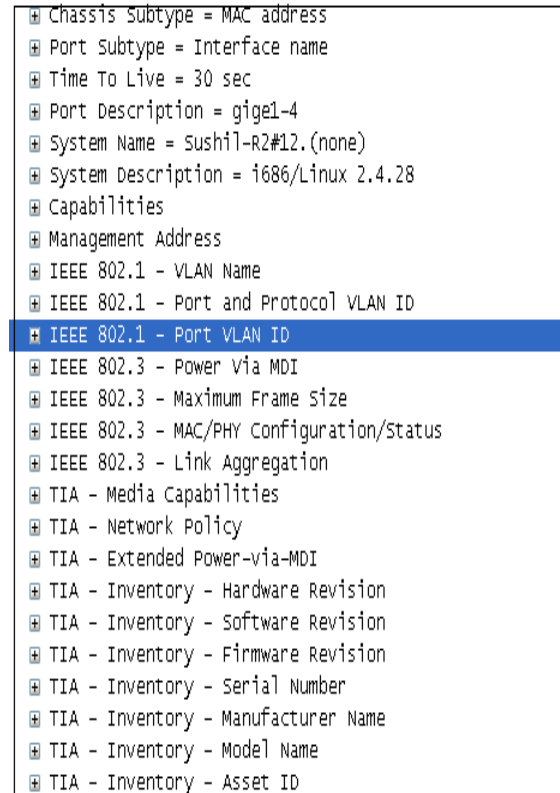 Chassis Subtype = MAC address
Port Subtype = Interface name
Time To Live = 30 sec
Port Description = gige1-4
System Name = Sushil-R2#12.(none)
System Description = i686/Linux 2.4.28
Capabilities
Management Address
IEEE 802.1 - VLAN Name
IEEE 802.1 - Port and Protocol VLAN ID
IEEE 802.1 - Port VLAN ID
IEEE 802.3 - Power Via MDI
IEEE 802.3 - Maximum Frame Size
IEEE 802.3 - MAC/PHY Configuration/Status
IEEE 802.3 - Link Aggregation
TIA - Media Capabilities
TIA - Network Policy
TIA - Extended Power-via-MDI
TIA - Inventory - Hardware Revision
TIA - Inventory - Software Revision
TIA - Inventory - Firmware Revision
TIA - Inventory - Serial Number
TIA - Inventory - Manufacturer Name
TIA - Inventory - Model Name
TIA - Inventory - Asset ID